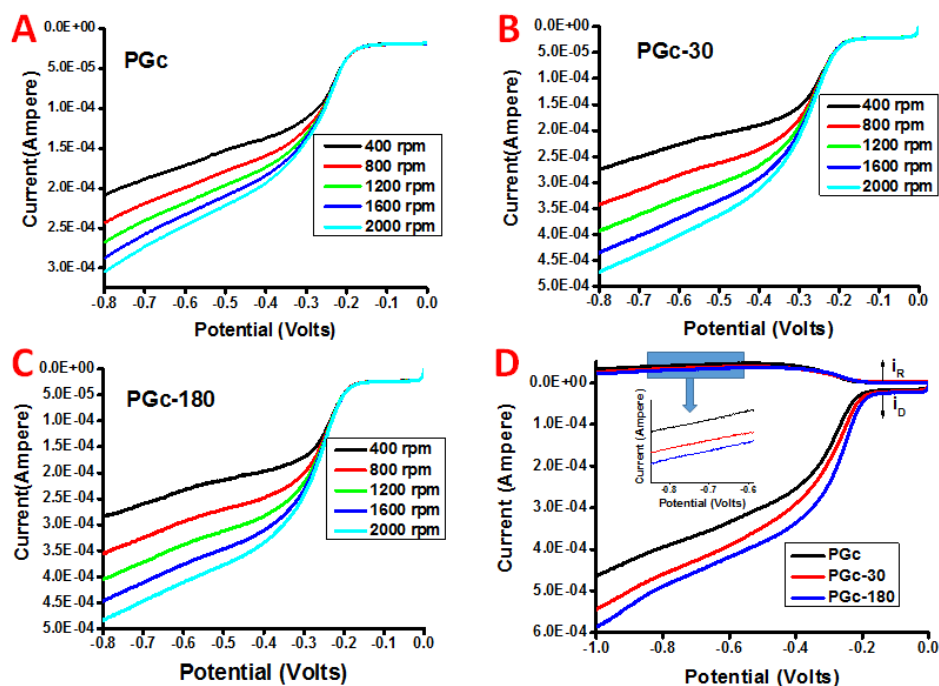 A
PGc
Current(Ampere)
0.0E+00
5.0E-05
1.0E-04
1.5E-04
2.0E-04
2.5E-04
3.0E-04
400 rpm
800 rpm
1200 rpm
1600 rpm
2000 rpm
-0.8 -0.7 -0.6 -0.5 -0.4 -0.3 -0.2 -0.1 0.0
Potential (Volts)
B
PGc-30
Current(Ampere)
0.0E+00
5.0E-05
1.0E-04
1.5E-04
2.0E-04
2.5E-04
3.0E-04
3.5E-04
4.0E-04
4.5E-04
5.0E-04
400 rpm
800 rpm
1200 rpm
1600 rpm
2000 rpm
-0.8 -0.7 -0.6 -0.5 -0.4 -0.3 -0.2 -0.1 0.0
Potential (Volts)
C
PGc-180
Current(Ampere)
0.0E+00
5.0E-05
1.0E-04
1.5E-04
2.0E-04
2.5E-04
3.0E-04
3.5E-04
4.0E-04
4.5E-04
5.0E-04
400 rpm
800 rpm
1200 rpm
1600 rpm
2000 rpm
-0.8 -0.7 -0.6 -0.5 -0.4 -0.3 -0.2 -0.1 0.0
Potential (Volts)
D
iR
iD
Current (Ampere)
0.0E+00
1.0E-04
2.0E-04
3.0E-04
4.0E-04
5.0E-04
6.0E-04
Current (Ampere)
-0.8 -0.7 -0.6
Potential (Volts)
PGc
PGc-30
PGc-180
-1.0 -0.8 -0.6 -0.4 -0.2 0.0
Potential (Volts)